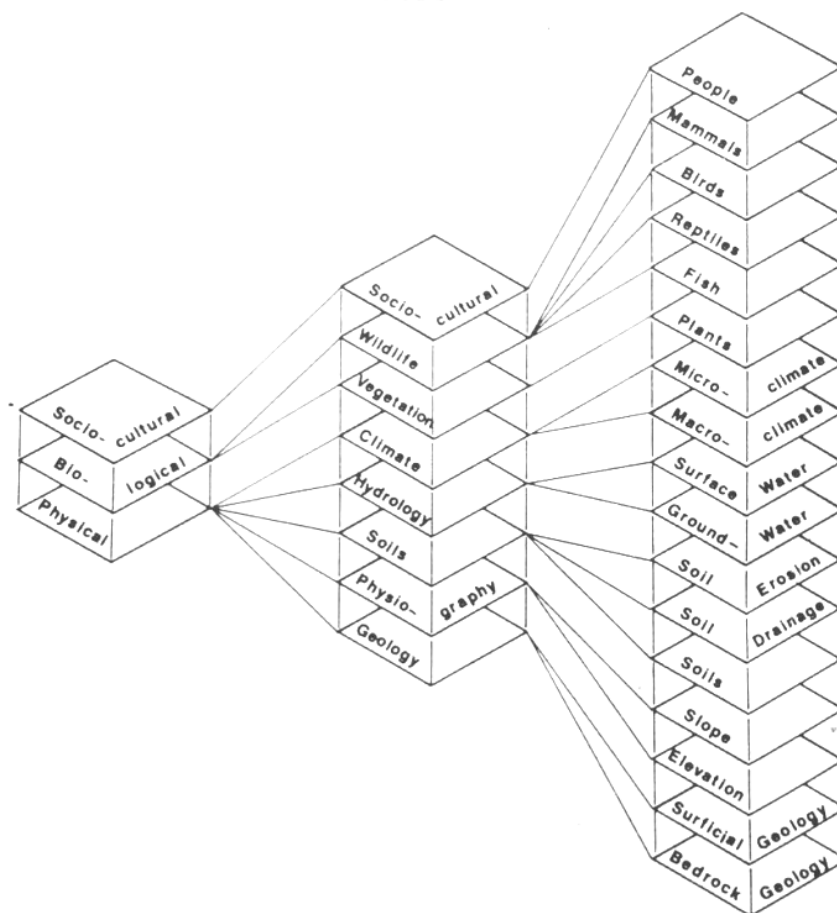 Socio- cultural
Bio- logical
Physical
Socio- cultural
Wildlife
Vegetation
Climate
Hydrology
Soils
Physio- graphy
Geology
People
Mammals
Birds
Reptiles
Fish
Plants
Micro- climate
Macro- climate
Surface Water
Ground- Water
Soil Erosion
Soil Drainage
Soils
Slope
Elevation
Surficial Geology
Bedrock Geology